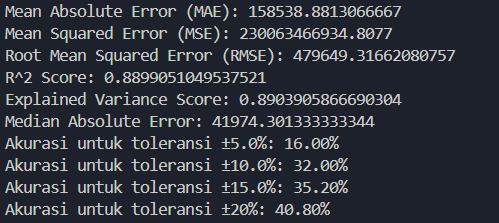 Mean Absolute Error (MAE): 158538.8813066667
Mean Squared Error (MSE): 230063466934.8077
Root Mean Squared Error (RMSE): 479649.31662080757
R^2 Score: 0.8899051049537521
Explained Variance Score: 0.8903905866690304
Median Absolute Error: 41974.301333333344
Akurasi untuk toleransi ±5.0%: 16.00%
Akurasi untuk toleransi ±10.0%: 32.00%
Akurasi untuk toleransi ±15.0%: 35.20%
Akurasi untuk toleransi ±20%: 40.80%